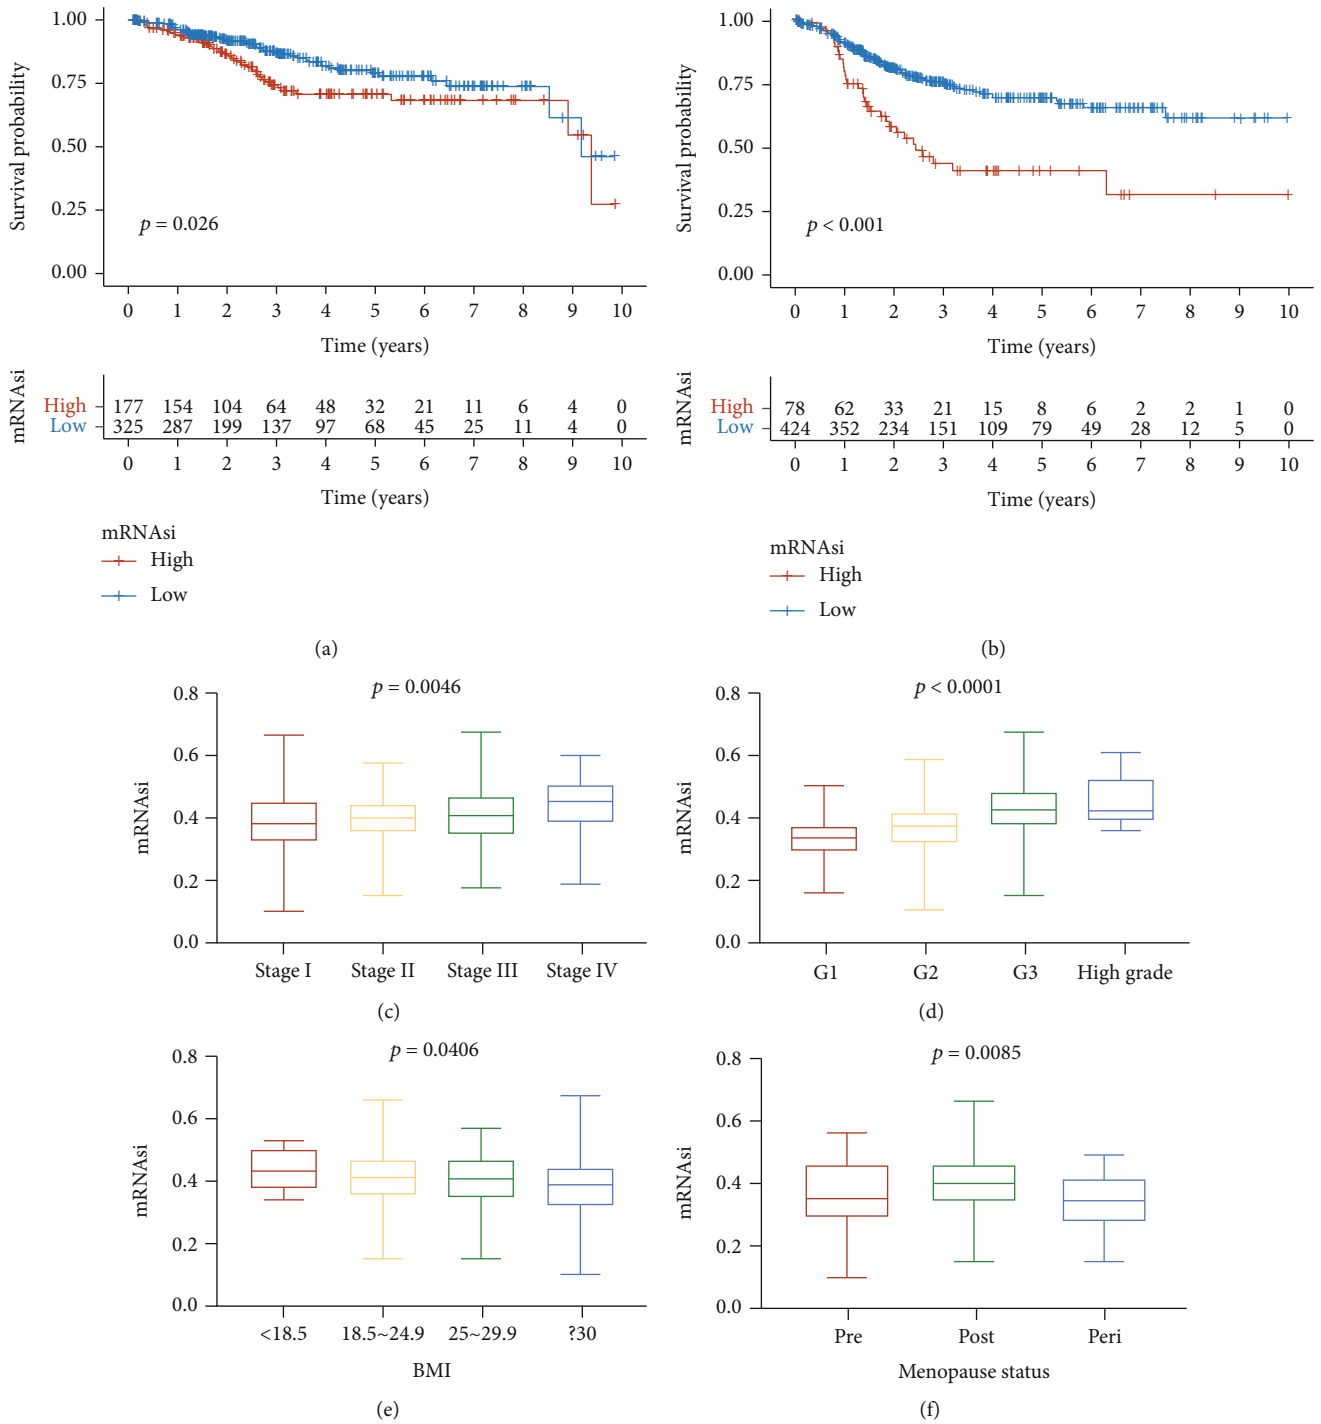 1.00
0.75
0.50
0.25
0.00
Survival probability
p = 0.026
0 1 2 3 4 5 6 7 8 9 10
Time (years)
mRNAsi
High 177 154 104 64 48 32 21 11 6 4 0
Low 325 287 199 137 97 68 45 25 11 4 0
0 1 2 3 4 5 6 7 8 9 10
Time (years)
mRNAsi
High
Low
(a)
1.00
0.75
0.50
0.25
0.00
Survival probability
p < 0.001
0 1 2 3 4 5 6 7 8 9 10
Time (years)
mRNAsi
High 78 62 33 21 15 8 6 2 2 1 0
Low 424 352 234 151 109 79 49 28 12 5 0
0 1 2 3 4 5 6 7 8 9 10
Time (years)
mRNAsi
High
Low
(b)
p = 0.0046
0.8
0.6
0.4
0.2
0.0
mRNAsi
Stage I Stage II Stage III Stage IV
(c)
p < 0.0001
0.8
0.6
0.4
0.2
0.0
mRNAsi
G1 G2 G3 High grade
(d)
p = 0.0406
0.8
0.6
0.4
0.2
0.0
mRNAsi
<18.5 18.5~24.9 25~29.9 ?30
BMI
(e)
p = 0.0085
0.8
0.6
0.4
0.2
0.0
mRNAsi
Pre Post Peri
Menopause status
(f)